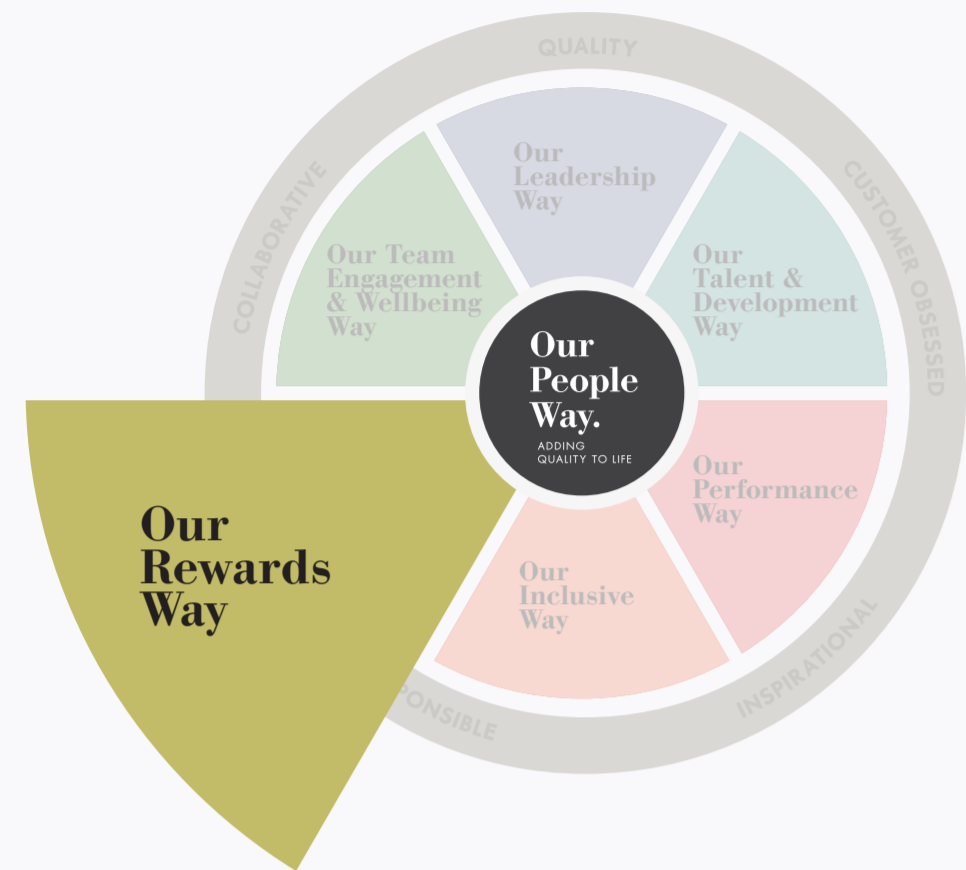 QUALITY
COLLABORATIVE
CUSTOMER OBSESSED
Our
Leadership
Way
Our Team
Engagement
& Wellbeing
Way
Our
Talent &
Development
Way
Our
People
Way.
ADDING
QUALITY TO LIFE
Our
Rewards
Way
Our
Performance
Way
Our
Inclusive
Way
PONSIBLE
INSPIRATIONAL